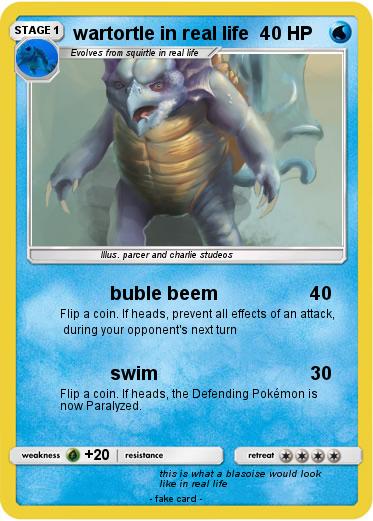 STAGE 1
wartortle in real life 40 HP
Evolves from squirtle in real life
Illus. parcer and charlie studeos
buble beem 40
Flip a coin. If heads, prevent all effects of an attack,
during your opponent's next turn
swim 30
Flip a coin. If heads, the Defending Pokémon is
now Paralyzed.
weakness +20 resistance retreat
this is what a blasoise would look
like in real life
- fake card -